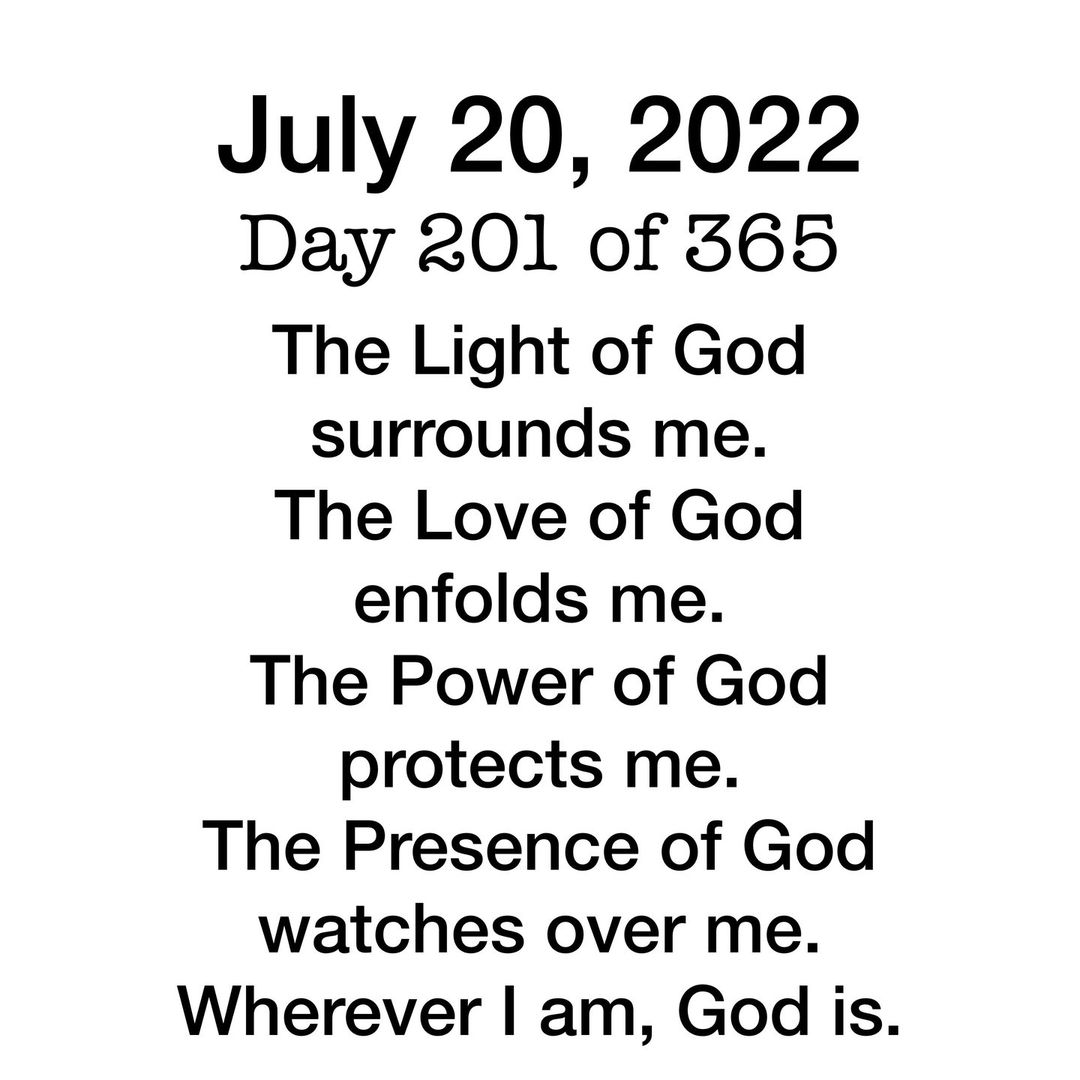 July 20, 2022
Day 201 of 365
The Light of God
surrounds me.
The Love of God
enfolds me.
The Power of God
protects me.
The Presence of God
watches over me.
Wherever I am, God is.